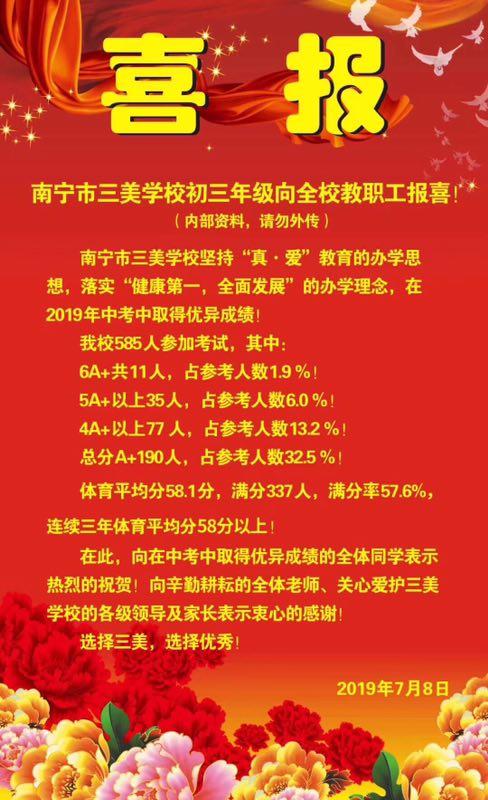 喜报
南宁市三美学校初三年级向全校教职工报喜！
（内部资料，请勿外传）
南宁市三美学校坚持“真·爱”教育的办学思
想，落实“健康第一，全面发展”的办学理念，在
2019年中考中取得优异成绩！
我校585人参加考试，其中：
6A+共11人，占参考人数1.9%！
5A+以上35人，占参考人数6.0%！
4A+以上77 人，占参考人数13.2%！
总分A+190人，占参考人数32.5%！
体育平均分58.1分，满分337人，满分率57.6%，
连续三年体育平均分58分以上！
在此，向在中考中取得优异成绩的全体同学表示
热烈的祝贺！向辛勤耕耘的全体老师、关心爱护三美
学校的各级领导及家长表示衷心的感谢！
选择三美，选择优秀！
2019年7月8日